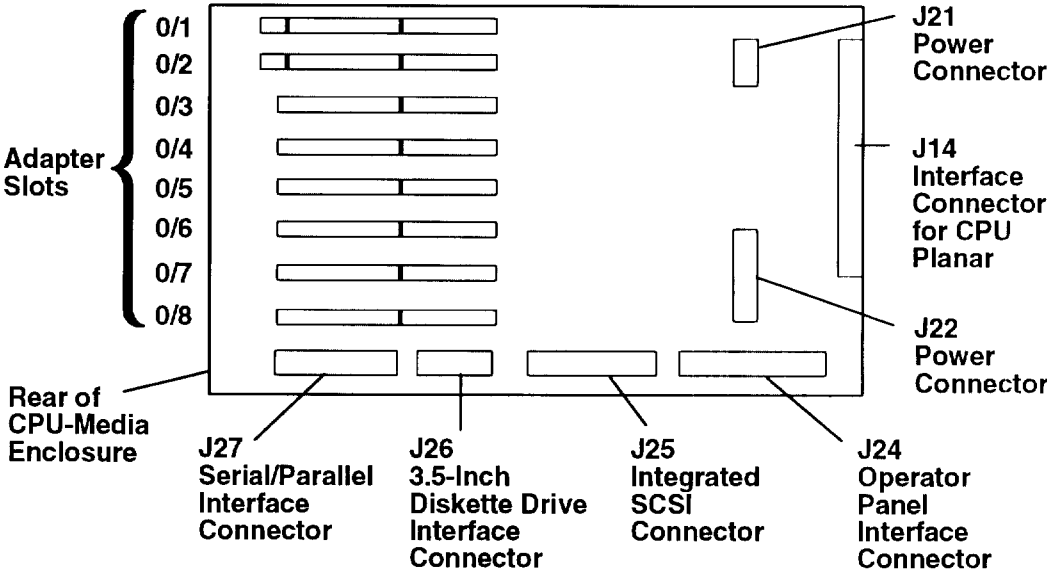 Adapter
Slots
0/1
0/2
0/3
0/4
0/5
0/6
0/7
0/8
J21
Power
Connector
J14
Interface
Connector
for CPU
Planar
J22
Power
Connector
Rear of
CPU-Media
Enclosure
J27
Serial/Parallel
Interface
Connector
J26
3.5-Inch
Diskette Drive
Interface
Connector
J25
Integrated
SCSI
Connector
J24
Operator
Panel
Interface
Connector